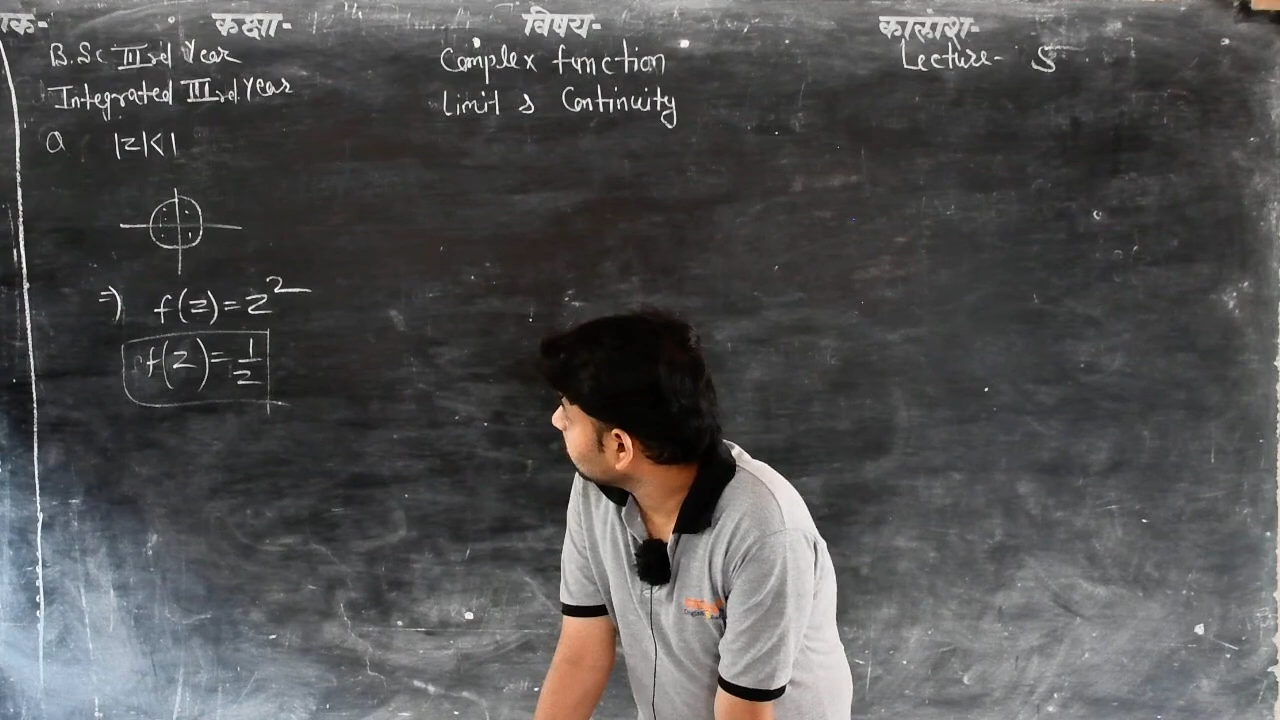 क- कक्षा- विषय- कालांश-
B.Sc IIIrd Year Complex function Lecture- 5
Integrated IIIrd Year Limit & Continuity
Q |z|<1
=) f(z)=z²
f(z)=1/z